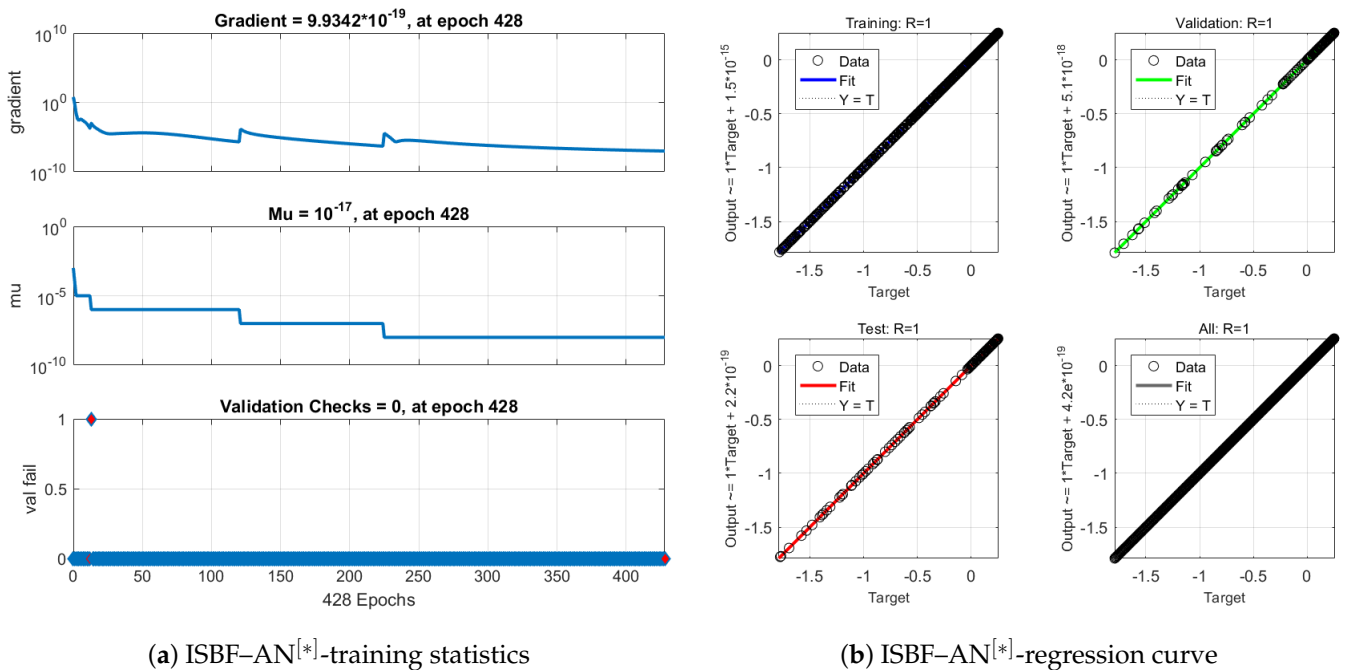 Gradient = 9.9342*10^-19, at epoch 428
10^10
10^0
10^-10
gradient
Mu = 10^-17, at epoch 428
10^0
10^-5
10^-10
mu
Validation Checks = 0, at epoch 428
1
0.5
0
val fail
0 50 100 150 200 250 300 350 400
428 Epochs
(a) ISBF–AN[*]-training statistics
Training: R=1
Output ~= 1*Target + 1.5*10^-15
0
-0.5
-1
-1.5
Data
Fit
Y = T
-1.5 -1 -0.5 0
Target
Validation: R=1
Output ~= 1*Target + 5.1*10^-18
0
-0.5
-1
-1.5
Data
Fit
Y = T
-1.5 -1 -0.5 0
Target
Test: R=1
Output ~= 1*Target + 2.2*10^-19
0
-0.5
-1
-1.5
Data
Fit
Y = T
-1.5 -1 -0.5 0
Target
All: R=1
Output ~= 1*Target + 4.2e*10^-19
0
-0.5
-1
-1.5
Data
Fit
Y = T
-1.5 -1 -0.5 0
Target
(b) ISBF–AN[*]-regression curve